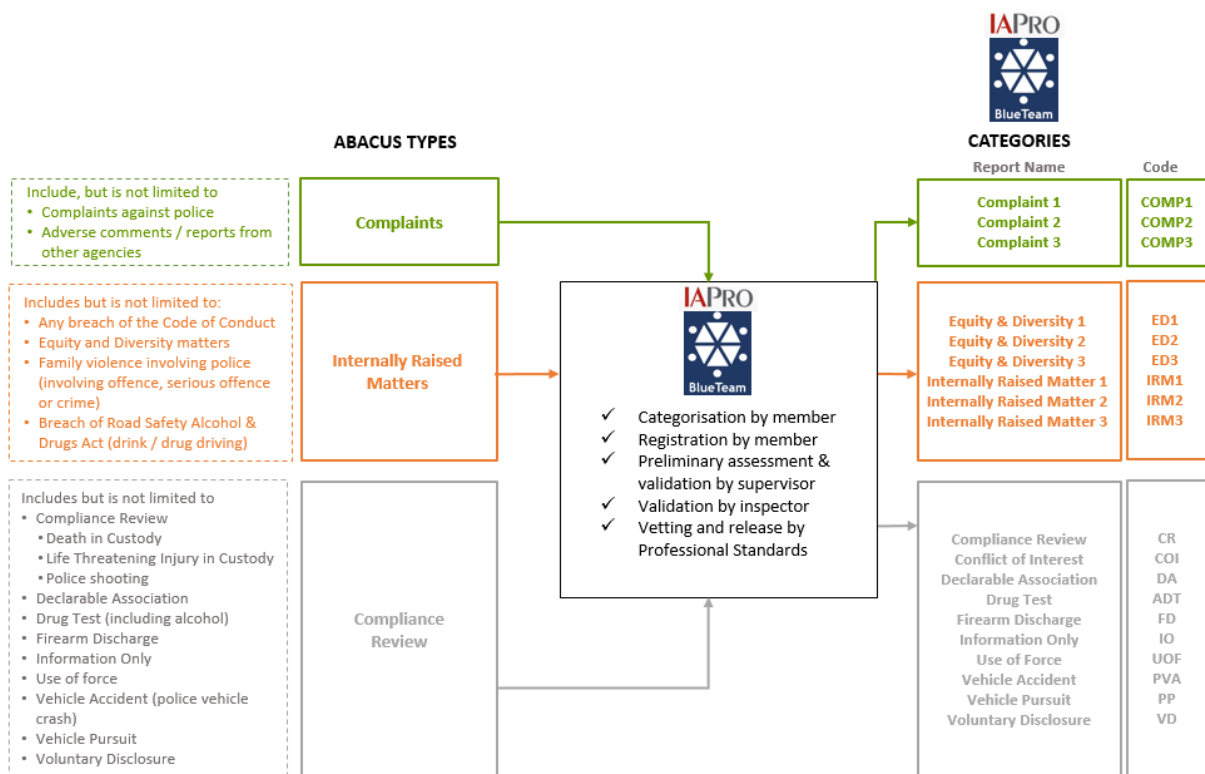 IAPRO
BlueTeam
ABACUS TYPES
CATEGORIES
Report Name
Code
Include, but is not limited to
• Complaints against police
• Adverse comments / reports from
other agencies
Complaints
Complaint 1
Complaint 2
Complaint 3
COMP1
COMP2
COMP3
Includes but is not limited to:
• Any breach of the Code of Conduct
• Equity and Diversity matters
• Family violence involving police
(involving offence, serious offence
or crime)
• Breach of Road Safety Alcohol &
Drugs Act (drink / drug driving)
Internally Raised
Matters
IAPRO
BlueTeam
✓ Categorisation by member
✓ Registration by member
✓ Preliminary assessment &
validation by supervisor
✓ Validation by inspector
✓ Vetting and release by
Professional Standards
Equity & Diversity 1
Equity & Diversity 2
Equity & Diversity 3
Internally Raised Matter 1
Internally Raised Matter 2
Internally Raised Matter 3
ED1
ED2
ED3
IRM1
IRM2
IRM3
Includes but is not limited to
• Compliance Review
• Death in Custody
• Life Threatening Injury in Custody
• Police shooting
• Declarable Association
• Drug Test (including alcohol)
• Firearm Discharge
• Information Only
• Use of force
• Vehicle Accident (police vehicle
crash)
• Vehicle Pursuit
• Voluntary Disclosure
Compliance
Review
Compliance Review
Conflict of Interest
Declarable Association
Drug Test
Firearm Discharge
Information Only
Use of Force
Vehicle Accident
Vehicle Pursuit
Voluntary Disclosure
CR
COI
DA
ADT
FD
IO
UOF
PVA
PP
VD